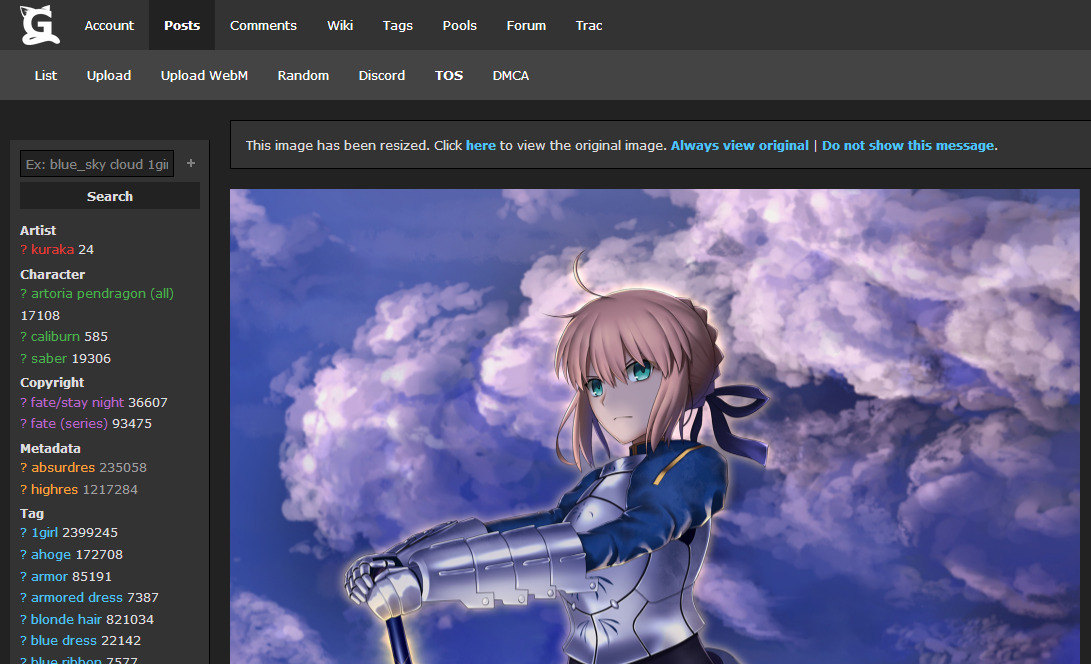 G
Account Posts Comments Wiki Tags Pools Forum Trac
List Upload Upload WebM Random Discord TOS DMCA
This image has been resized. Click here to view the original image. Always view original | Do not show this message.
Ex: blue_sky cloud 1girl +
Search
Artist
? kuraka 24
Character
? artoria pendragon (all)
17108
? caliburn 585
? saber 19306
Copyright
? fate/stay night 36607
? fate (series) 93475
Metadata
? absurdres 235058
? highres 1217284
Tag
? 1girl 2399245
? ahoge 172708
? armor 85191
? armored dress 7387
? blonde hair 821034
? blue dress 22142
? blue ribbon 7577